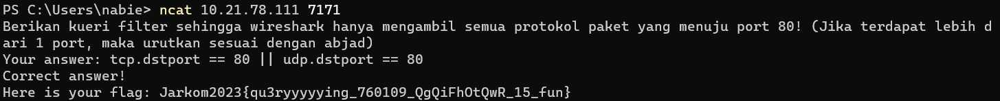 PS C:\Users\nabie> ncat 10.21.78.111 7171
Berikan kueri filter sehingga wireshark hanya mengambil semua protokol paket yang menuju port 80! (Jika terdapat lebih d
ari 1 port, maka urutkan sesuai dengan abjad)
Your answer: tcp.dstport == 80 || udp.dstport == 80
Correct answer!
Here is your flag: Jarkom2023{qu3ryyyyying_760109_QgQiFhOtQwR_15_fun}